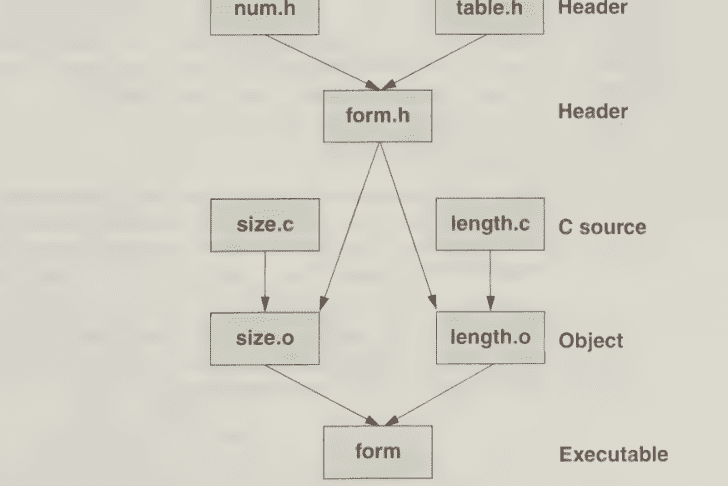 num.h table.h Header
form.h Header
size.c length.c C source
size.o length.o Object
form Executable